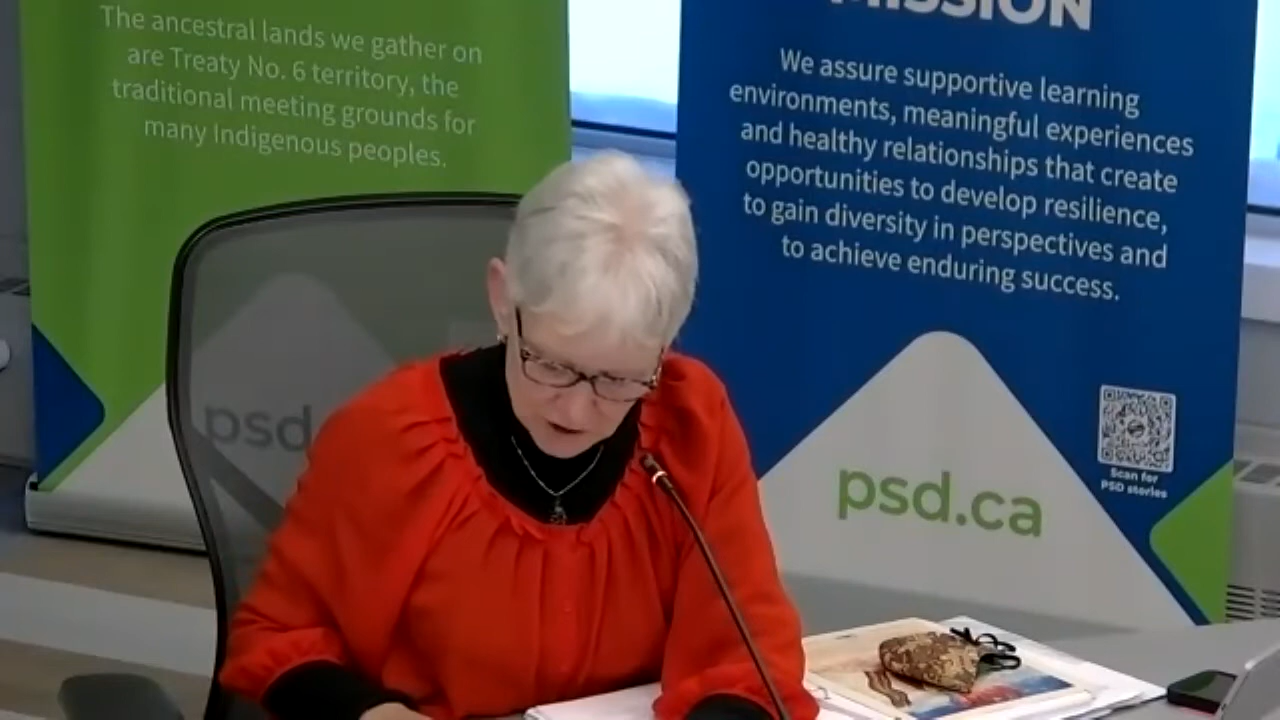 The ancestral lands we gather on
are Treaty No. 6 territory, the
traditional meeting grounds for
many Indigenous peoples.
psd
MISSION
We assure supportive learning
environments, meaningful experiences
and healthy relationships that create
opportunities to develop resilience,
to gain diversity in perspectives and
to achieve enduring success.
psd.ca
Scan for
PSD stories